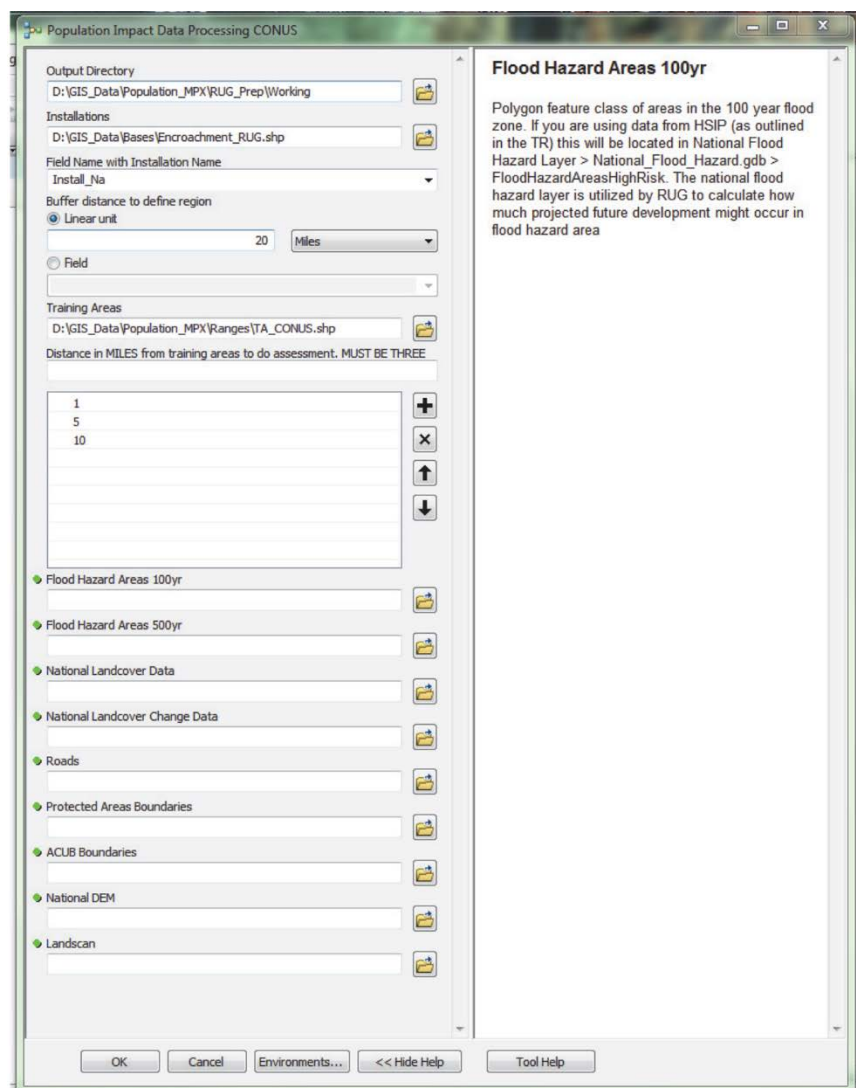 Population Impact Data Processing CONUS
Output Directory
D:\GIS_Data\Population_MPX\RUG_Prep\Working
Installations
D:\GIS_Data\Bases\Encroachment_RUG.shp
Field Name with Installation Name
Install_Na
Buffer distance to define region
Linear unit
20 Miles
Field
Training Areas
D:\GIS_Data\Population_MPX\Ranges\TA_CONUS.shp
Distance in MILES from training areas to do assessment. MUST BE THREE
1
5
10
Flood Hazard Areas 100yr
Flood Hazard Areas 500yr
National Landcover Data
National Landcover Change Data
Roads
Protected Areas Boundaries
ACUB Boundaries
National DEM
Landscan
Flood Hazard Areas 100yr
Polygon feature class of areas in the 100 year flood
zone. If you are using data from HSIP (as outlined
in the TR) this will be located in National Flood
Hazard Layer > National_Flood_Hazard.gdb >
FloodHazardAreasHighRisk. The national flood
hazard layer is utilized by RUG to calculate how
much projected future development might occur in
flood hazard area
OK Cancel Environments... << Hide Help Tool Help